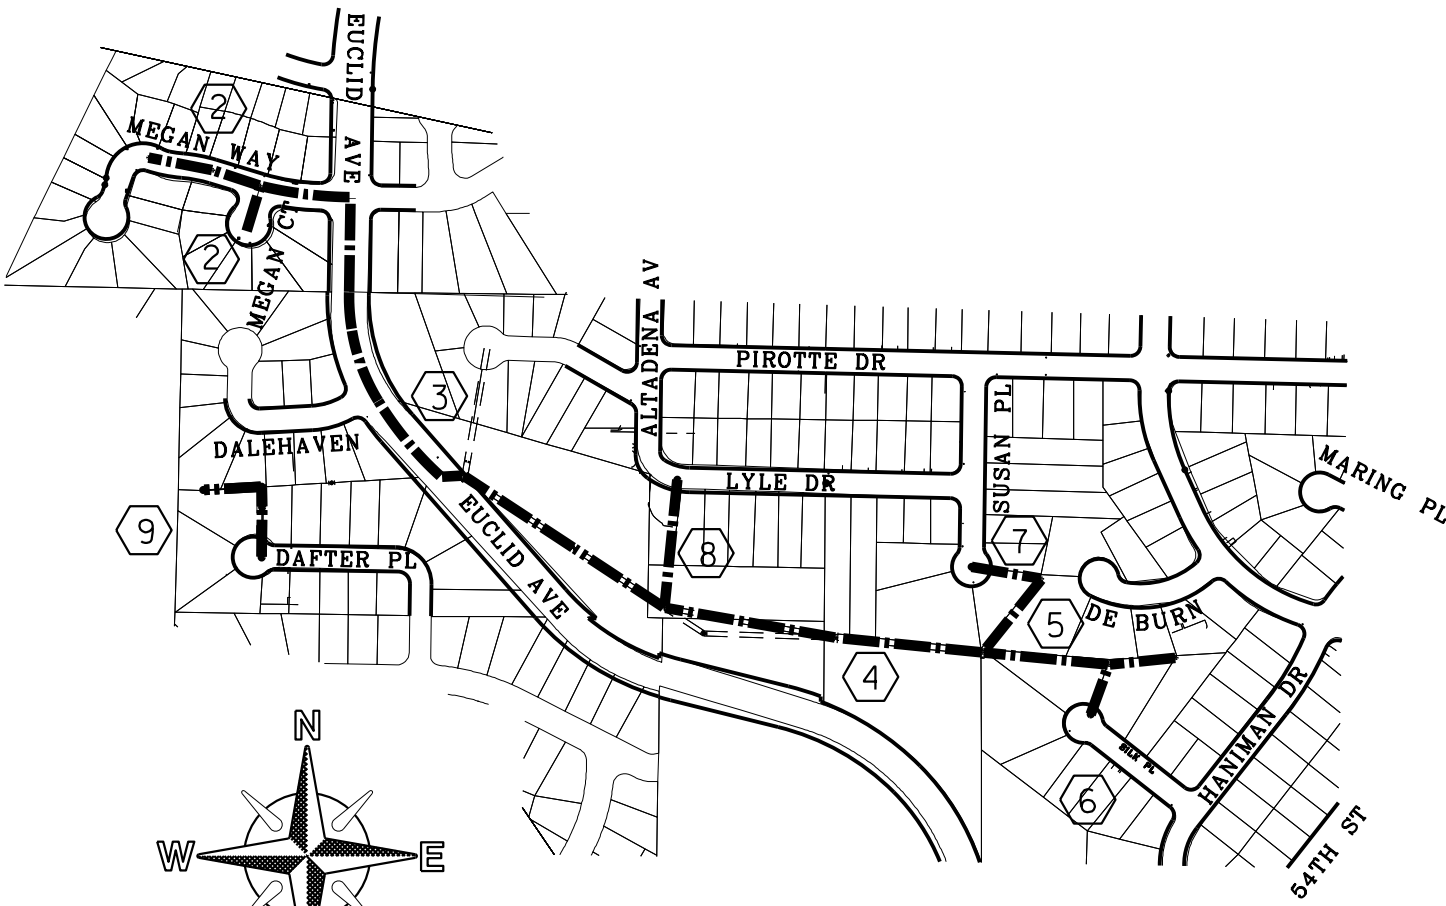 EUCLID AVE
2
MEGAN WAY
2
MEGAN CT
ALTADENA AV
PIROTTE DR
3
SUSAN PL
DALEHAVEN
MARING PL
LYLE DR
EUCLID AVE
9
7
8
DAFTER PL
5
DE BURN
4
HANIMAN DR
SILK PL
6
54TH ST
N
W
E